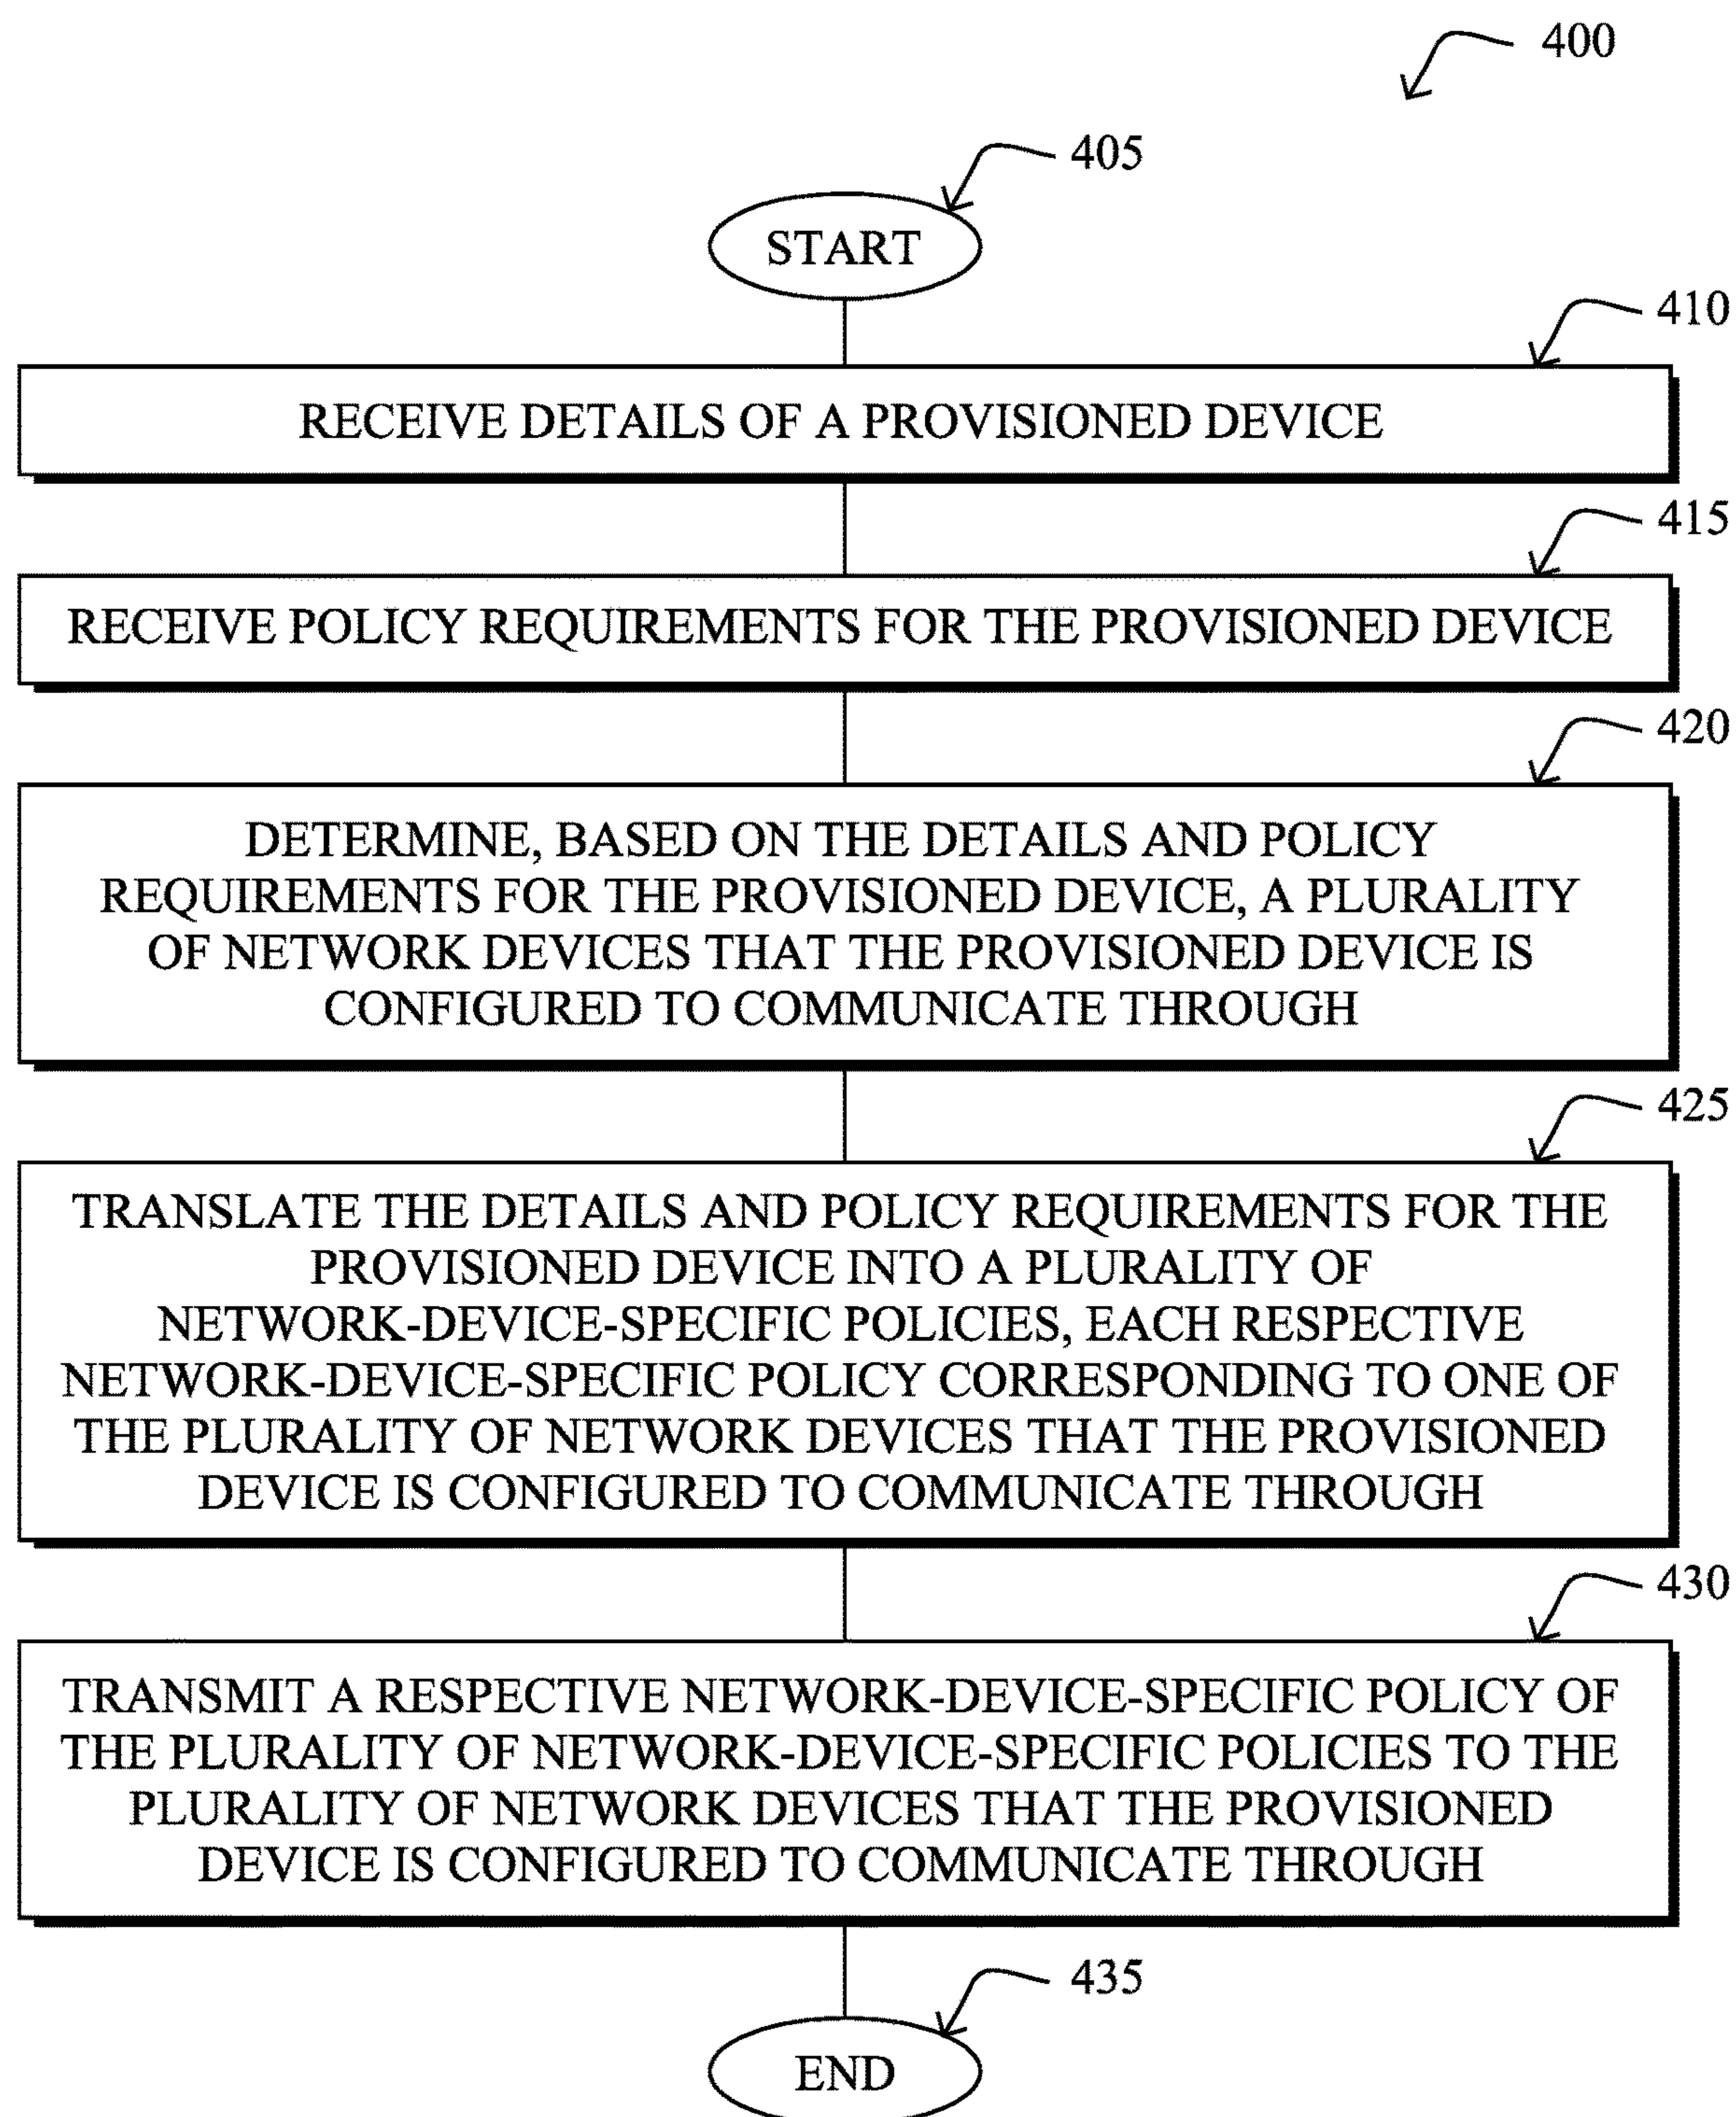 400
405
START
410
RECEIVE DETAILS OF A PROVISIONED DEVICE
415
RECEIVE POLICY REQUIREMENTS FOR THE PROVISIONED DEVICE
420
DETERMINE, BASED ON THE DETAILS AND POLICY
REQUIREMENTS FOR THE PROVISIONED DEVICE, A PLURALITY
OF NETWORK DEVICES THAT THE PROVISIONED DEVICE IS
CONFIGURED TO COMMUNICATE THROUGH
425
TRANSLATE THE DETAILS AND POLICY REQUIREMENTS FOR THE
PROVISIONED DEVICE INTO A PLURALITY OF
NETWORK-DEVICE-SPECIFIC POLICIES, EACH RESPECTIVE
NETWORK-DEVICE-SPECIFIC POLICY CORRESPONDING TO ONE OF
THE PLURALITY OF NETWORK DEVICES THAT THE PROVISIONED
DEVICE IS CONFIGURED TO COMMUNICATE THROUGH
430
TRANSMIT A RESPECTIVE NETWORK-DEVICE-SPECIFIC POLICY OF
THE PLURALITY OF NETWORK-DEVICE-SPECIFIC POLICIES TO THE
PLURALITY OF NETWORK DEVICES THAT THE PROVISIONED
DEVICE IS CONFIGURED TO COMMUNICATE THROUGH
435
END